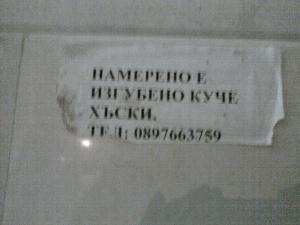 НАМЕРЕНО Е
ИЗГУБЕНО КУЧЕ
ХЪСКИ.
ТЕЛ: 0897663759